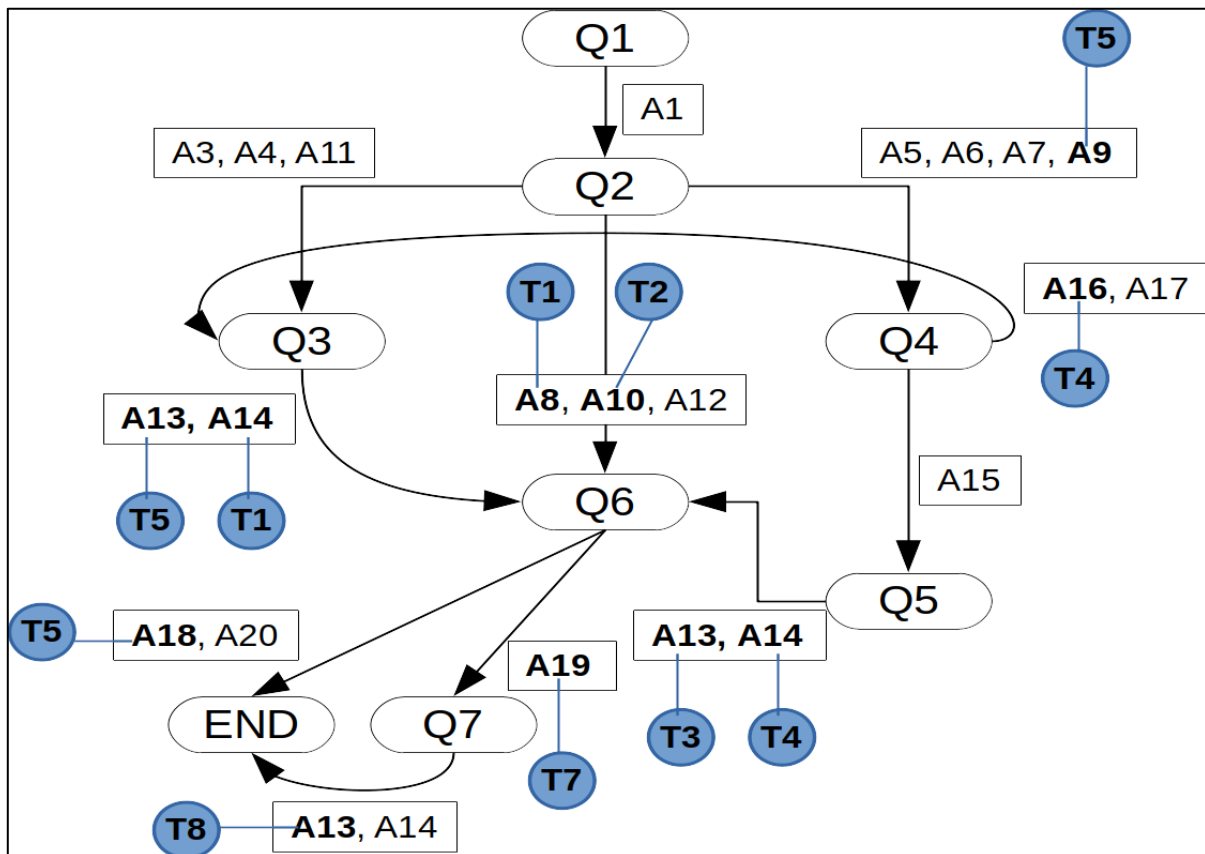 Q1
T5
A1
A3, A4, A11
A5, A6, A7, A9
Q2
T1
T2
A16, A17
Q3
Q4
T4
A8, A10, A12
A13, A14
A15
T5
T1
Q6
Q5
T5
A18, A20
A13, A14
A19
END
Q7
T3
T4
T7
T8
A13, A14